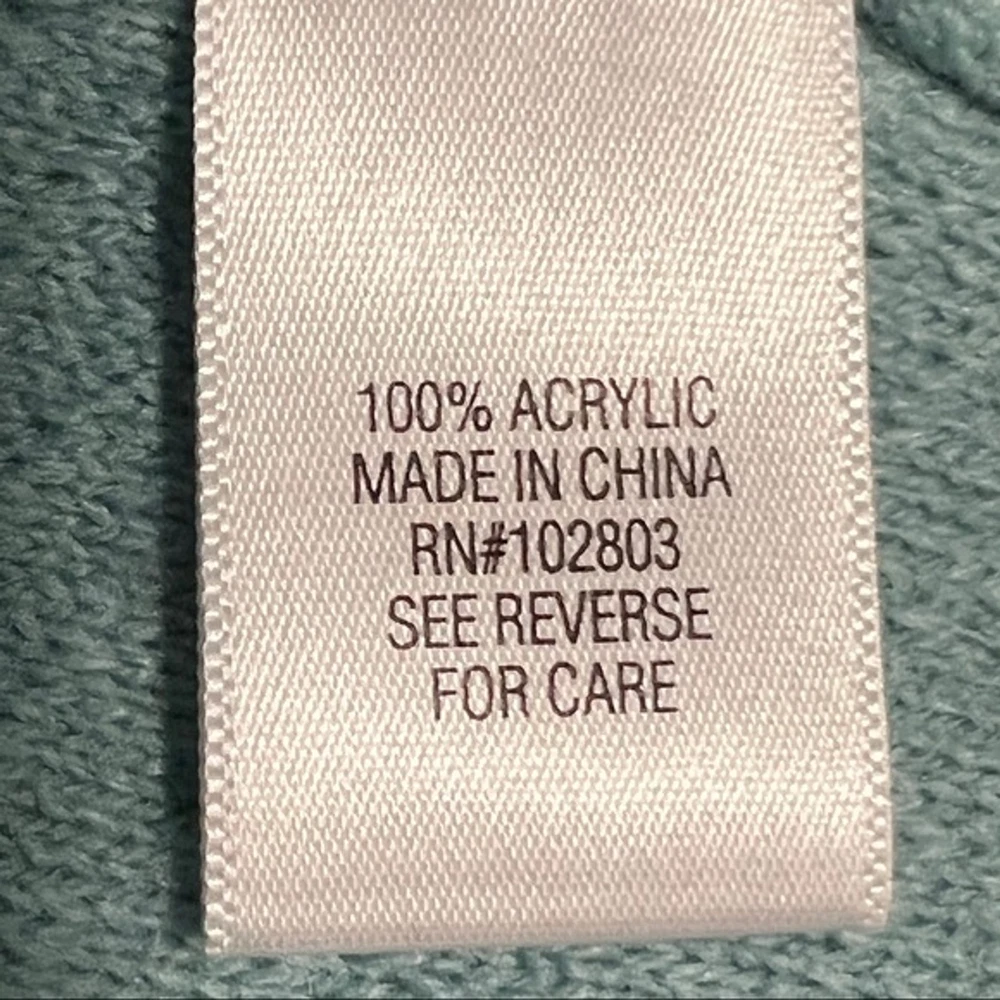 100% ACRYLIC
MADE IN CHINA
RN#102803
SEE REVERSE
FOR CARE